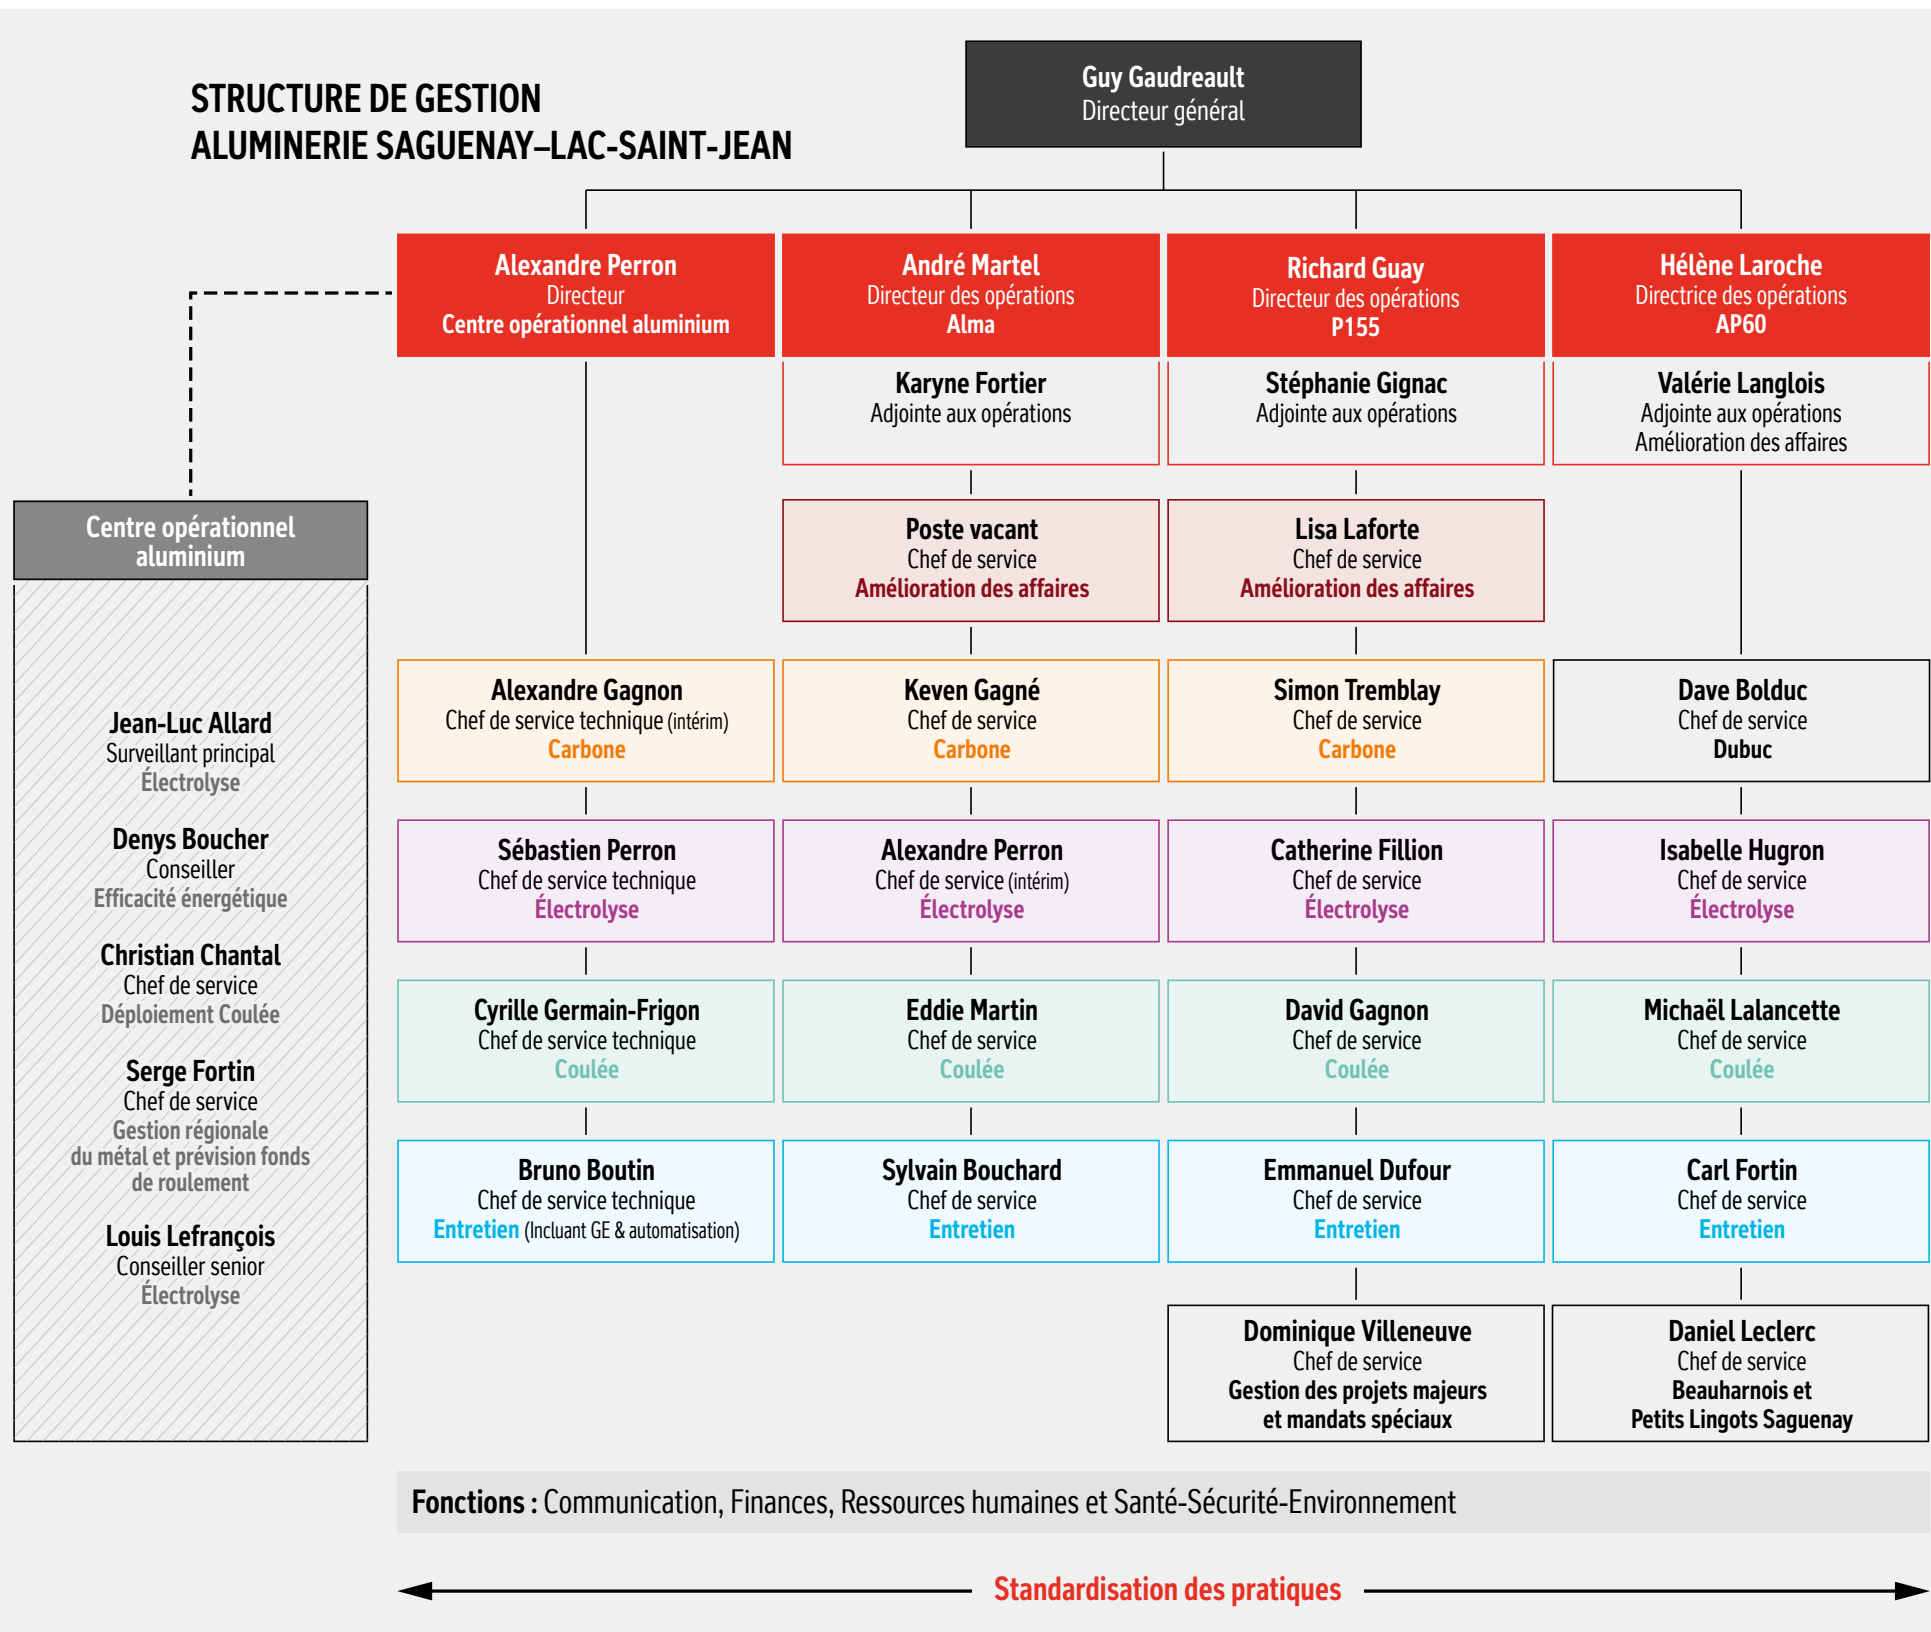 STRUCTURE DE GESTION
ALUMINERIE SAGUENAY–LAC-SAINT-JEAN
Guy Gaudreault
Directeur général
Alexandre Perron
Directeur
Centre opérationnel aluminium
André Martel
Directeur des opérations
Alma
Richard Guay
Directeur des opérations
P155
Hélène Laroche
Directrice des opérations
AP60
Karyne Fortier
Adjointe aux opérations
Stéphanie Gignac
Adjointe aux opérations
Valérie Langlois
Adjointe aux opérations
Amélioration des affaires
Centre opérationnel
aluminium
Jean-Luc Allard
Surveillant principal
Électrolyse
Denys Boucher
Conseiller
Efficacité énergétique
Christian Chantal
Chef de service
Déploiement Coulée
Serge Fortin
Chef de service
Gestion régionale
du métal et prévision fonds
de roulement
Louis Lefrançois
Conseiller senior
Électrolyse
Poste vacant
Chef de service
Amélioration des affaires
Lisa Laforte
Chef de service
Amélioration des affaires
Alexandre Gagnon
Chef de service technique (intérim)
Carbone
Keven Gagné
Chef de service
Carbone
Simon Tremblay
Chef de service
Carbone
Dave Bolduc
Chef de service
Dubuc
Sébastien Perron
Chef de service technique
Électrolyse
Alexandre Perron
Chef de service (intérim)
Électrolyse
Catherine Fillion
Chef de service
Électrolyse
Isabelle Hugron
Chef de service
Électrolyse
Cyrille Germain-Frigon
Chef de service technique
Coulée
Eddie Martin
Chef de service
Coulée
David Gagnon
Chef de service
Coulée
Michaël Lalancette
Chef de service
Coulée
Bruno Boutin
Chef de service technique
Entretien (Incluant GE & automatisation)
Sylvain Bouchard
Chef de service
Entretien
Emmanuel Dufour
Chef de service
Entretien
Carl Fortin
Chef de service
Entretien
Dominique Villeneuve
Chef de service
Gestion des projets majeurs
et mandats spéciaux
Daniel Leclerc
Chef de service
Beauharnois et
Petits Lingots Saguenay
Fonctions : Communication, Finances, Ressources humaines et Santé-Sécurité-Environnement
Standardisation des pratiques